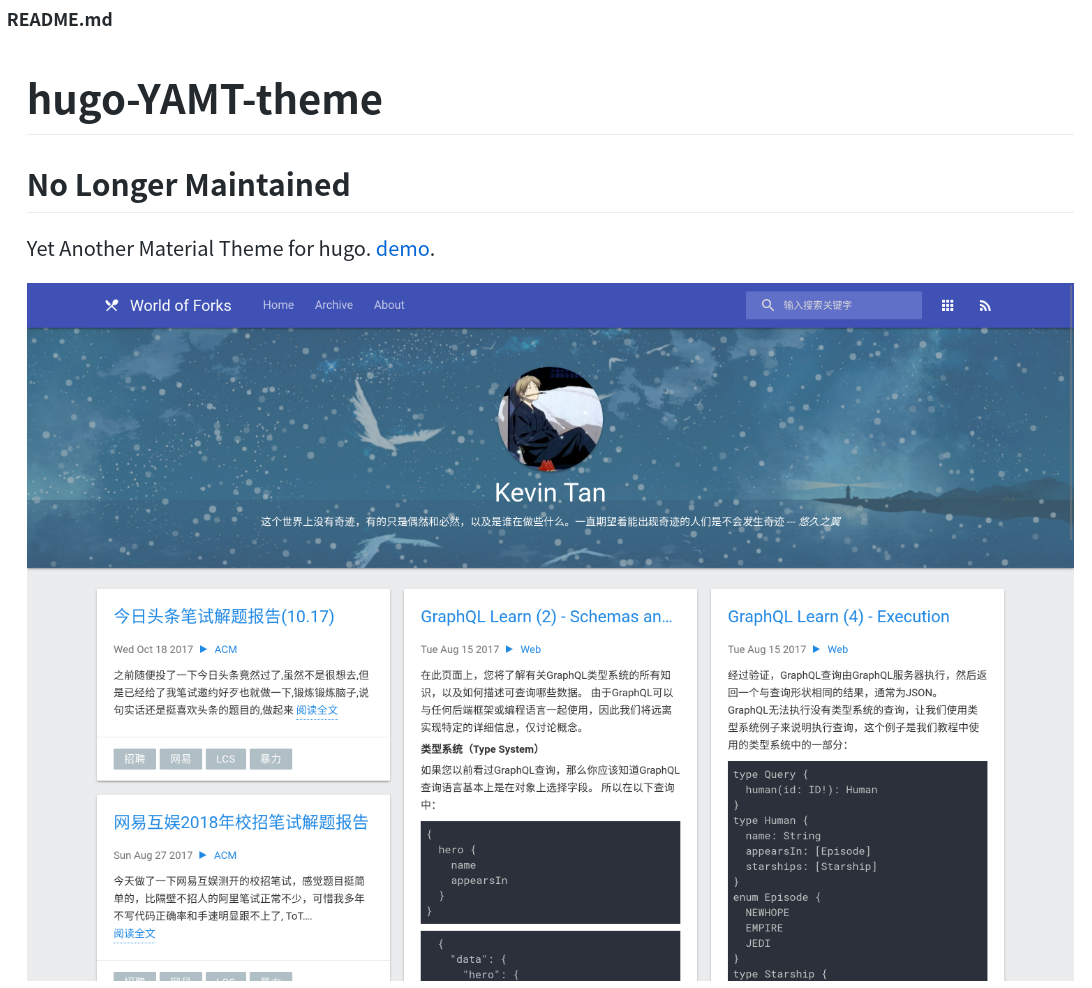 README.md
hugo-YAMT-theme
No Longer Maintained
Yet Another Material Theme for hugo. demo.
World of Forks
Home
Archive
About
输入搜索关键字
Kevin Tan
这个世界上没有奇迹，有的只是偶然和必然，以及是谁在做些什么。一直期望着能出现奇迹的人们是不会发生奇迹 --- 悠久之翼
今日头条笔试解题报告(10.17)
Wed Oct 18 2017 ▶ ACM
之前随便投了一下今日头条竟然过了,虽然不是很想去,但
是已经给了我笔试邀约好歹也就做一下,锻炼锻炼脑子,说
句实话还是挺喜欢头条的题目的,做起来 阅读全文
招聘
网易
LCS
暴力
网易互娱2018年校招笔试解题报告
Sun Aug 27 2017 ▶ ACM
今天做了一下网易互娱测开的校招笔试，感觉题目挺简
单的，比隔壁不招人的阿里笔试正常不少，可惜我多年
不写代码正确率和手速明显跟不上了, ToT....
阅读全文
招聘
网易
LCS
暴力
GraphQL Learn (2) - Schemas an...
Tue Aug 15 2017 ▶ Web
在此页面上，您将了解有关GraphQL类型系统的所有知
识，以及如何描述可查询哪些数据。 由于GraphQL可以
与任何后端框架或编程语言一起使用，因此我们将远离
实现特定的详细信息，仅讨论概念。
类型系统（Type System）
如果您以前看过GraphQL查询，那么你应该知道GraphQL
查询语言基本上是在对象上选择字段。 所以在以下查询
中：
{
hero {
name
appearsIn
}
}
{
"data": {
"hero": {
GraphQL Learn (4) - Execution
Tue Aug 15 2017 ▶ Web
经过验证，GraphQL查询由GraphQL服务器执行，然后返
回一个与查询形状相同的结果，通常为JSON。
GraphQL无法执行没有类型系统的查询，让我们使用类
型系统例子来说明执行查询，这个例子是我们教程中使
用的类型系统中的一部分：
type Query {
human(id: ID!): Human
}
type Human {
name: String
appearsIn: [Episode]
starships: [Starship]
}
enum Episode {
NEWHOPE
EMPIRE
JEDI
}
type Starship {